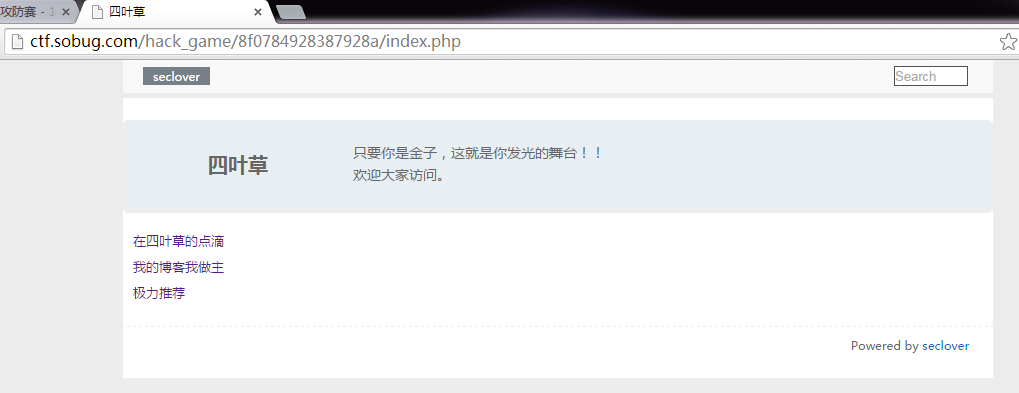 攻防赛 - 
四叶草
ctf.sobug.com/hack_game/8f0784928387928a/index.php
seclover
Search
四叶草
只要你是金子，这就是你发光的舞台！！
欢迎大家访问。
在四叶草的点滴
我的博客我做主
极力推荐
Powered by seclover